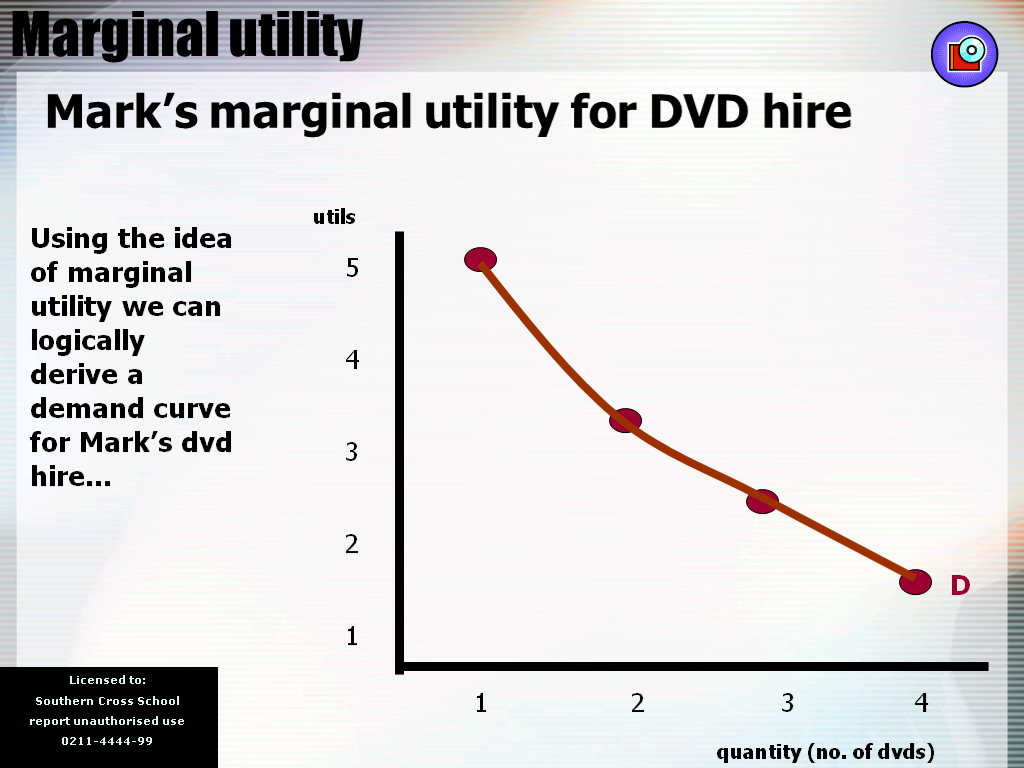 Marginal utility
Mark’s marginal utility for DVD hire
Using the idea
of marginal
utility we can
logically
derive a
demand curve
for Mark’s dvd
hire…
utils
5
4
3
2
1
D
1 2 3 4
quantity (no. of dvds)
Licensed to:
Southern Cross School
report unauthorised use
0211-4444-99